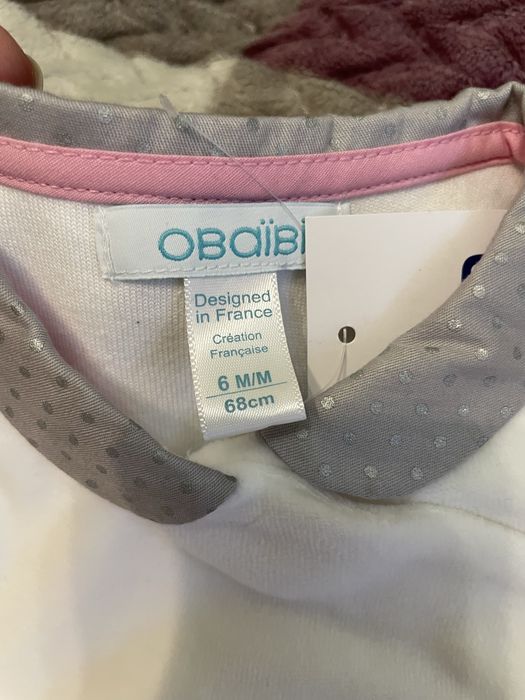 OBaïBi
Designed
in France
Création
Française
6 M/M
68cm